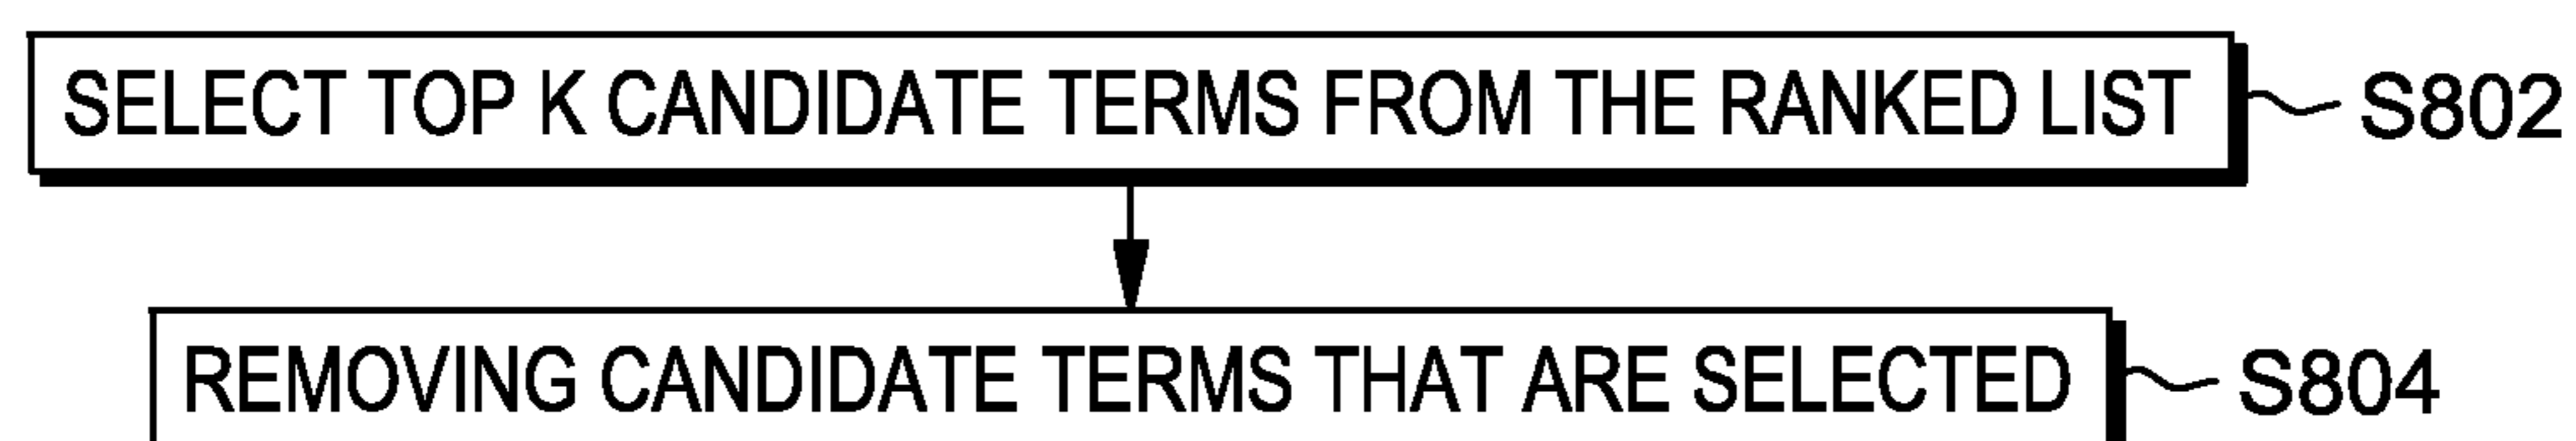 SELECT TOP K CANDIDATE TERMS FROM THE RANKED LIST S802
REMOVING CANDIDATE TERMS THAT ARE SELECTED S804